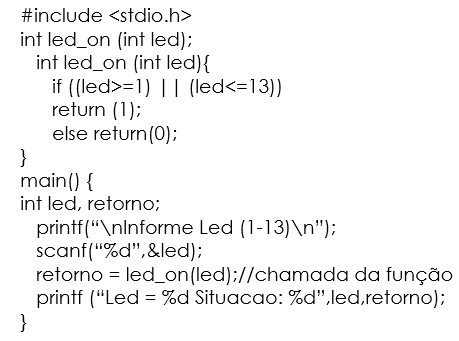 #include <stdio.h>
int led_on (int led);
int led_on (int led){
if ((led>=1) || (led<=13))
return (1);
else return(0);
}
main() {
int led, retorno;
printf(“\nInforme Led (1-13)\n”);
scanf(“%d”,&led);
retorno = led_on(led);//chamada da função
printf (“Led = %d Situacao: %d”,led,retorno);
}